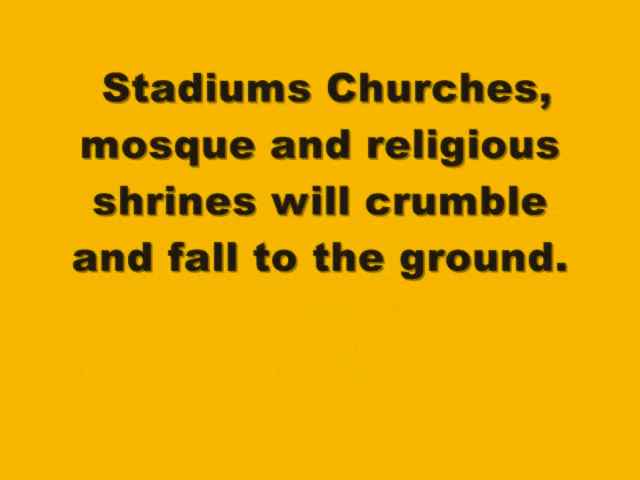 Stadiums Churches,
mosque and religious
shrines will crumble
and fall to the ground.